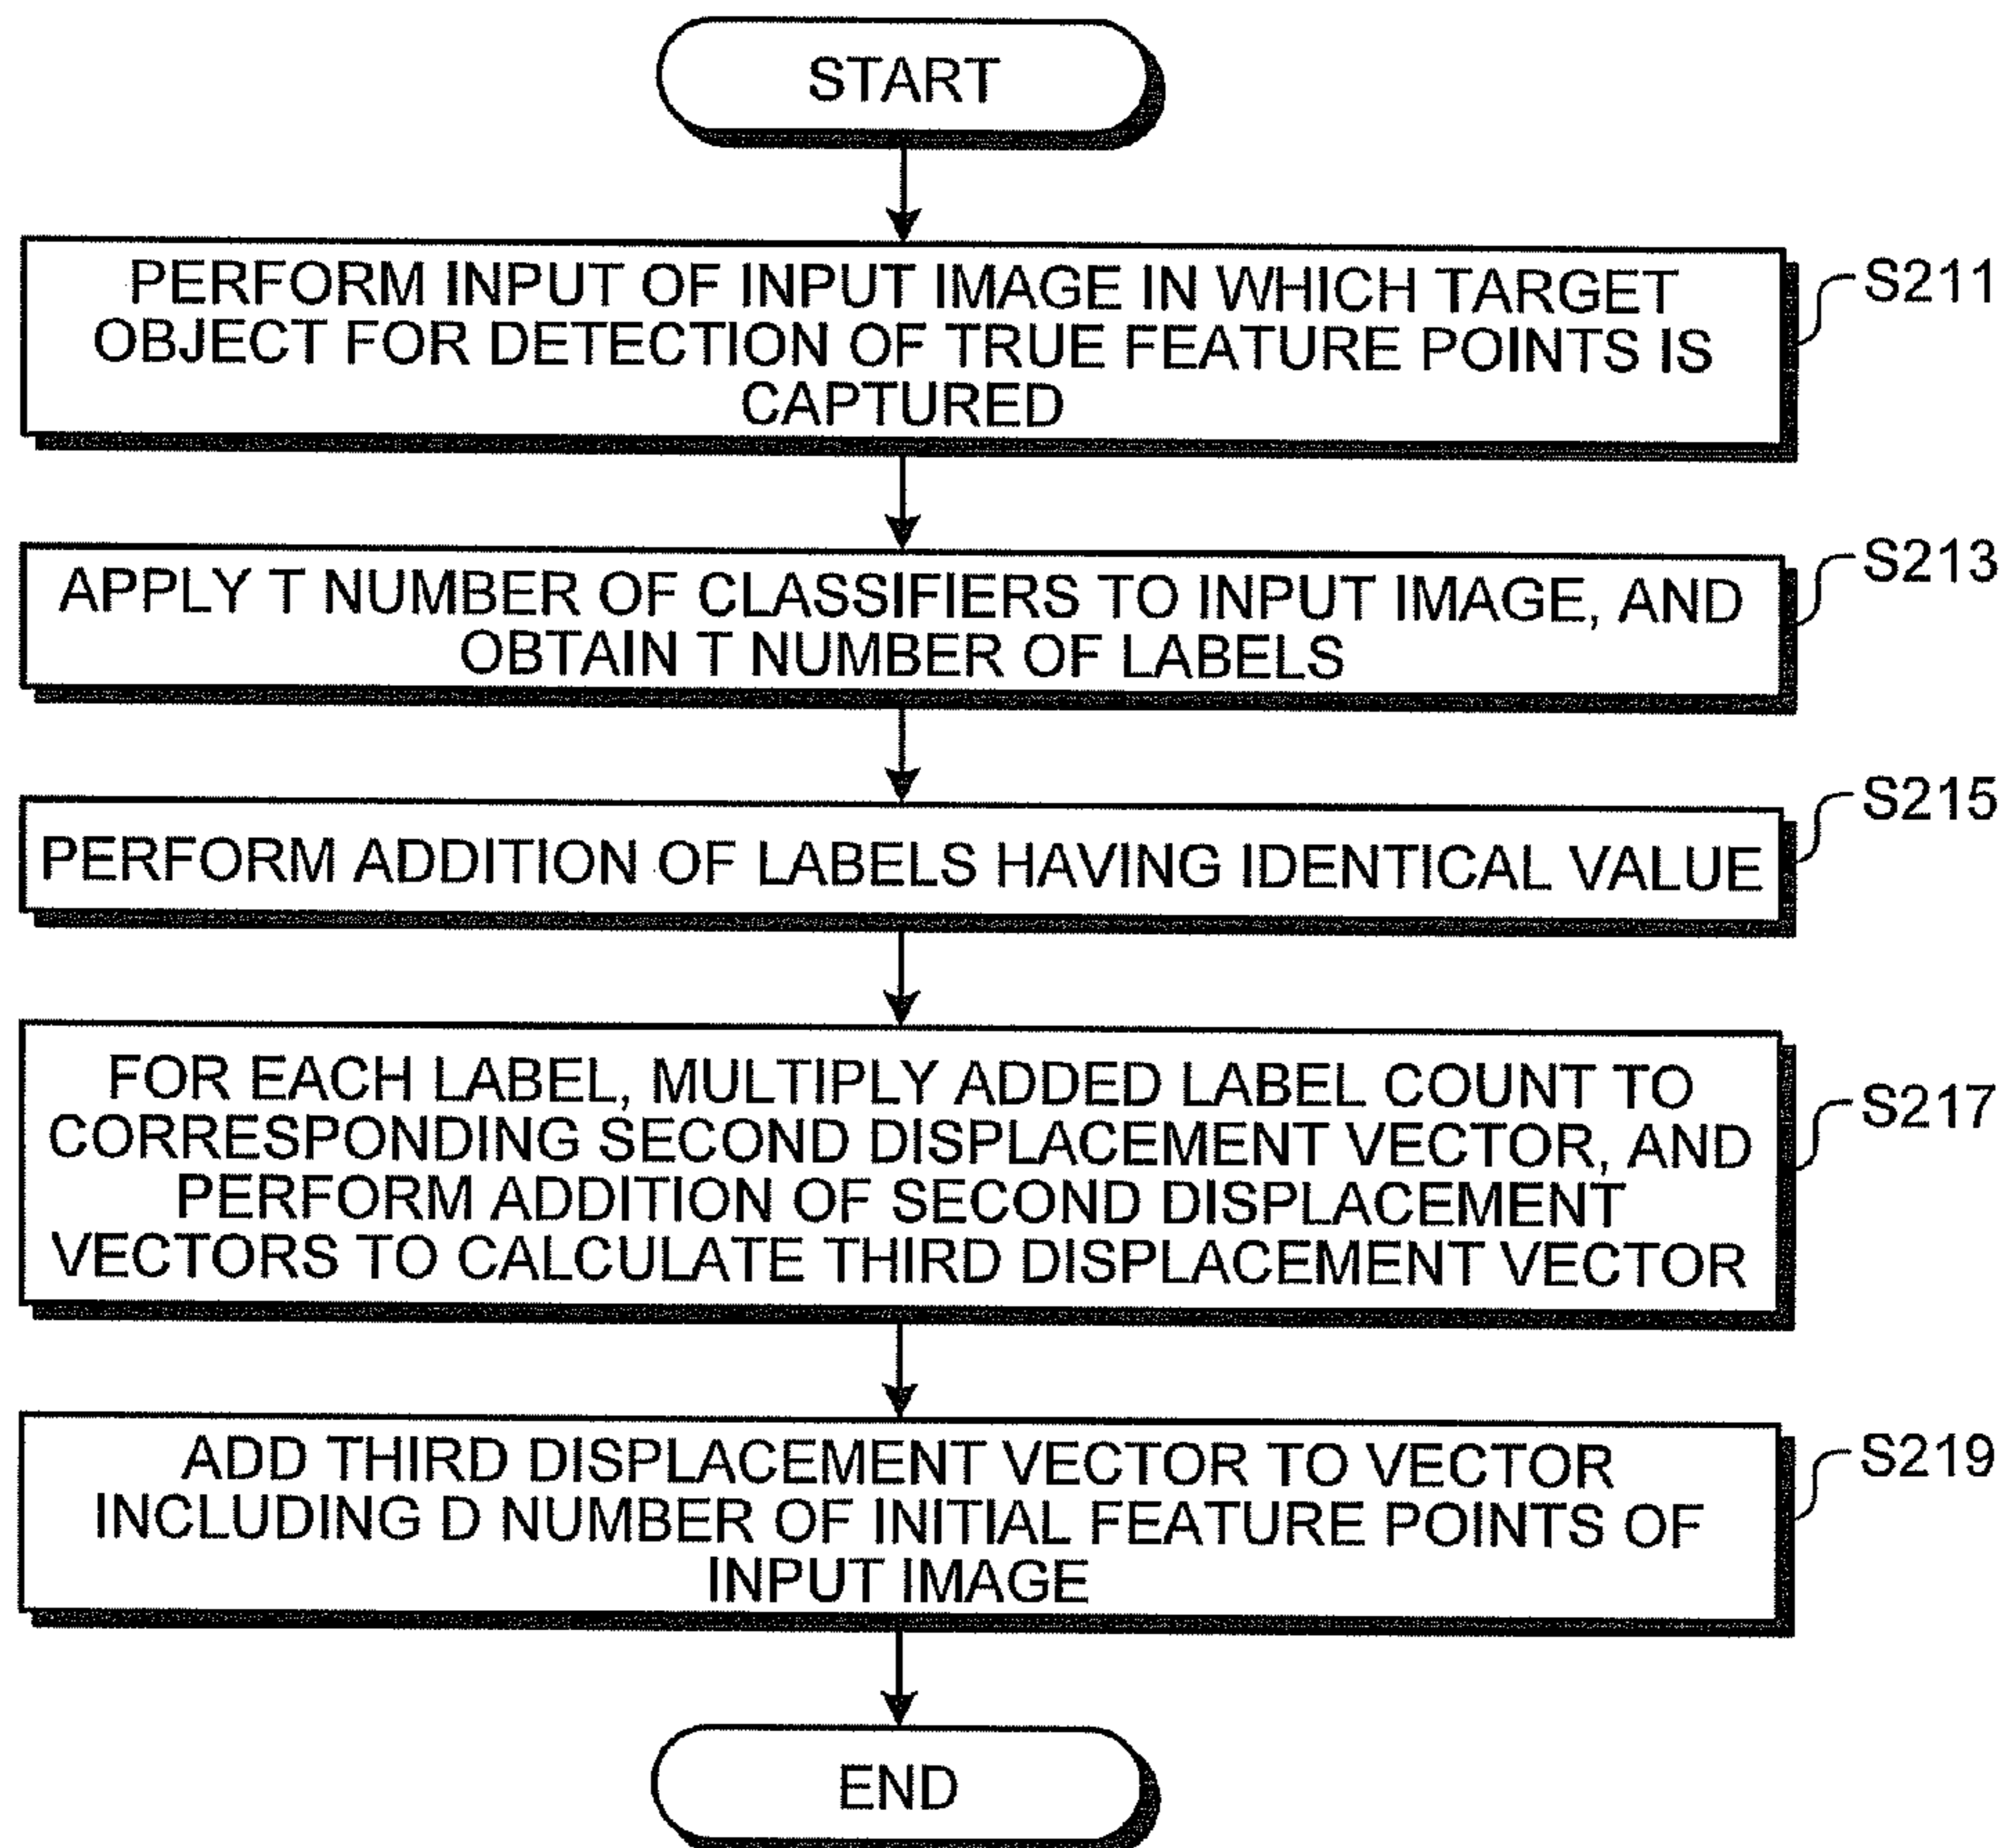 START
PERFORM INPUT OF INPUT IMAGE IN WHICH TARGET
OBJECT FOR DETECTION OF TRUE FEATURE POINTS IS
CAPTURED
S211
APPLY T NUMBER OF CLASSIFIERS TO INPUT IMAGE, AND
OBTAIN T NUMBER OF LABELS
S213
PERFORM ADDITION OF LABELS HAVING IDENTICAL VALUE
S215
FOR EACH LABEL, MULTIPLY ADDED LABEL COUNT TO
CORRESPONDING SECOND DISPLACEMENT VECTOR, AND
PERFORM ADDITION OF SECOND DISPLACEMENT
VECTORS TO CALCULATE THIRD DISPLACEMENT VECTOR
S217
ADD THIRD DISPLACEMENT VECTOR TO VECTOR
INCLUDING D NUMBER OF INITIAL FEATURE POINTS OF
INPUT IMAGE
S219
END